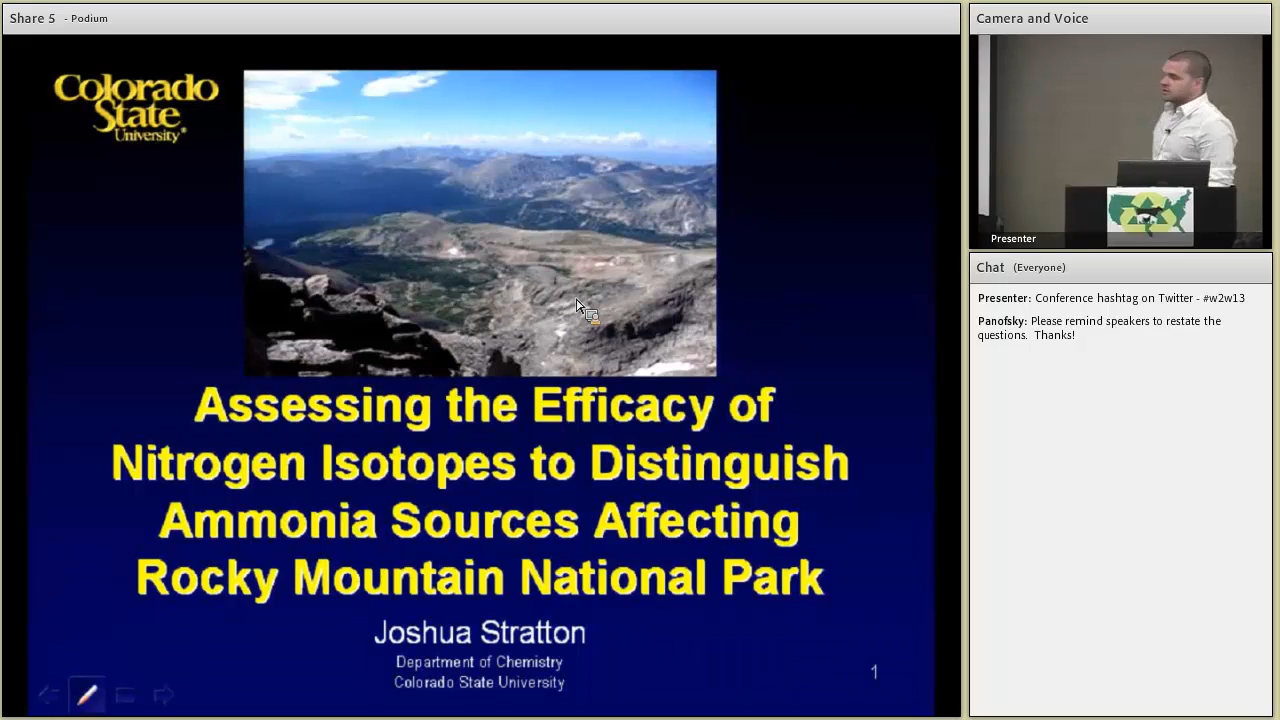 Share 5 - Podium
Colorado
State
University
Assessing the Efficacy of
Nitrogen Isotopes to Distinguish
Ammonia Sources Affecting
Rocky Mountain National Park
Joshua Stratton
Department of Chemistry
Colorado State University
1
Camera and Voice
Presenter
Chat (Everyone)
Presenter: Conference hashtag on Twitter - #w2w13
Panofsky: Please remind speakers to restate the
questions. Thanks!